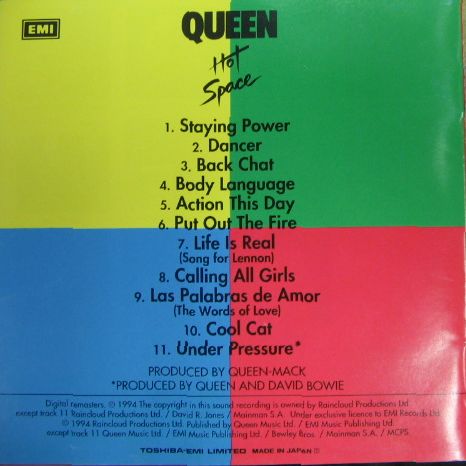 EMI
QUEEN
Hot
Space
1. Staying Power
2. Dancer
3. Back Chat
4. Body Language
5. Action This Day
6. Put Out The Fire
7. Life Is Real
(Song for Lennon)
8. Calling All Girls
9. Las Palabras de Amor
(The Words of Love)
10. Cool Cat
11. Under Pressure*
PRODUCED BY QUEEN-MACK
*PRODUCED BY QUEEN AND DAVID BOWIE
Digital remasters. ℗ 1994 The copyright in this sound recording is owned by Raincloud Productions Ltd.
except track 11 Raincloud Productions Ltd. / David R. Jones / Mainman S.A. Under exclusive licence to EMI Records Ltd.
© 1994 Raincloud Productions Ltd. Published by Queen Music Ltd. / EMI Music Publishing Ltd.
except track 11 Queen Music Ltd. / EMI Music Publishing Ltd. / Bewley Bros. / Mainman S.A. / MCPS.
TOSHIBA-EMI LIMITED MADE IN JAPAN